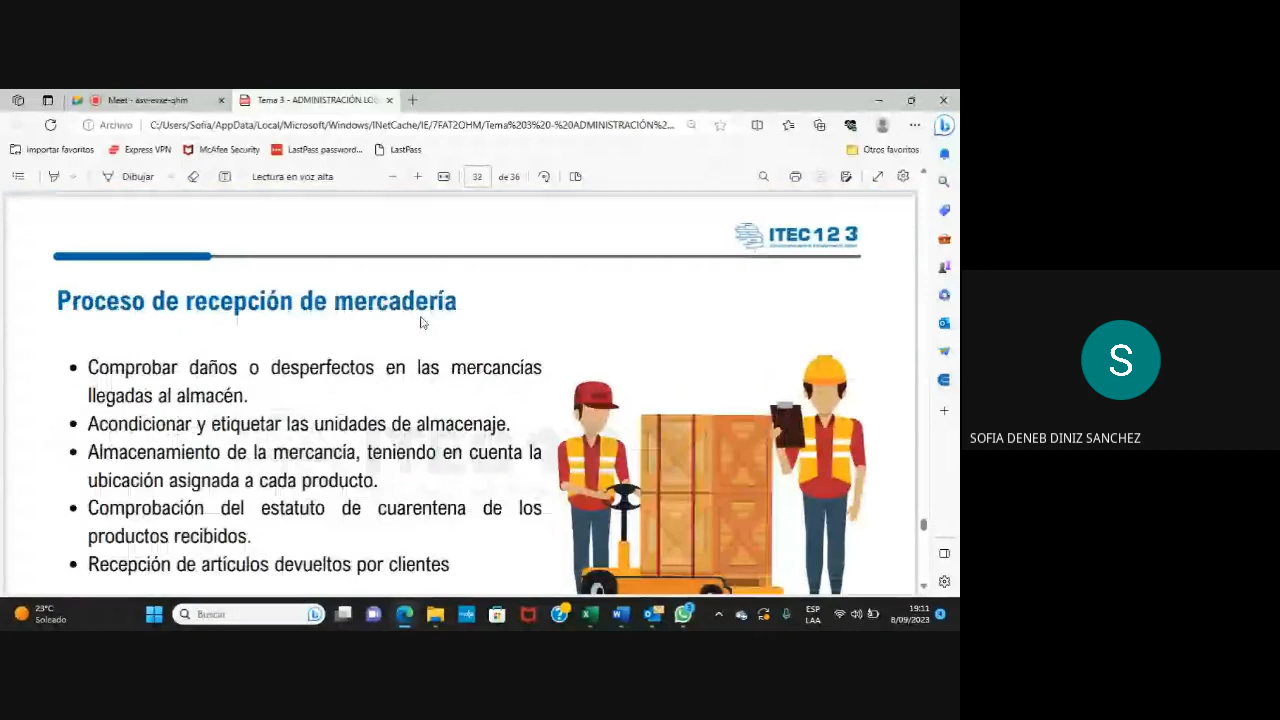 Meet - asv-evxe-qhm
Tema 3 - ADMINISTRACIÓN LO
Archivo
C:/Users/Sofia/AppData/Local/Microsoft/Windows/INetCache/IE/7FAT2OHM/Tema%203%20-%20ADMINISTRACIÓN%2...
Importar favoritos
Express VPN
McAfee Security
LastPass password...
LastPass
Otros favoritos
Dibujar
Lectura en voz alta
32
de 36
ITEC 1 2 3
Proceso de recepción de mercadería
• Comprobar daños o desperfectos en las mercancías
llegadas al almacén.
• Acondicionar y etiquetar las unidades de almacenaje.
• Almacenamiento de la mercancía, teniendo en cuenta la
ubicación asignada a cada producto.
• Comprobación del estatuto de cuarentena de los
productos recibidos.
• Recepción de artículos devueltos por clientes
S
SOFIA DENEB DINIZ SANCHEZ
23°C
Soleado
Buscar
ESP
LAA
19:11
8/09/2023